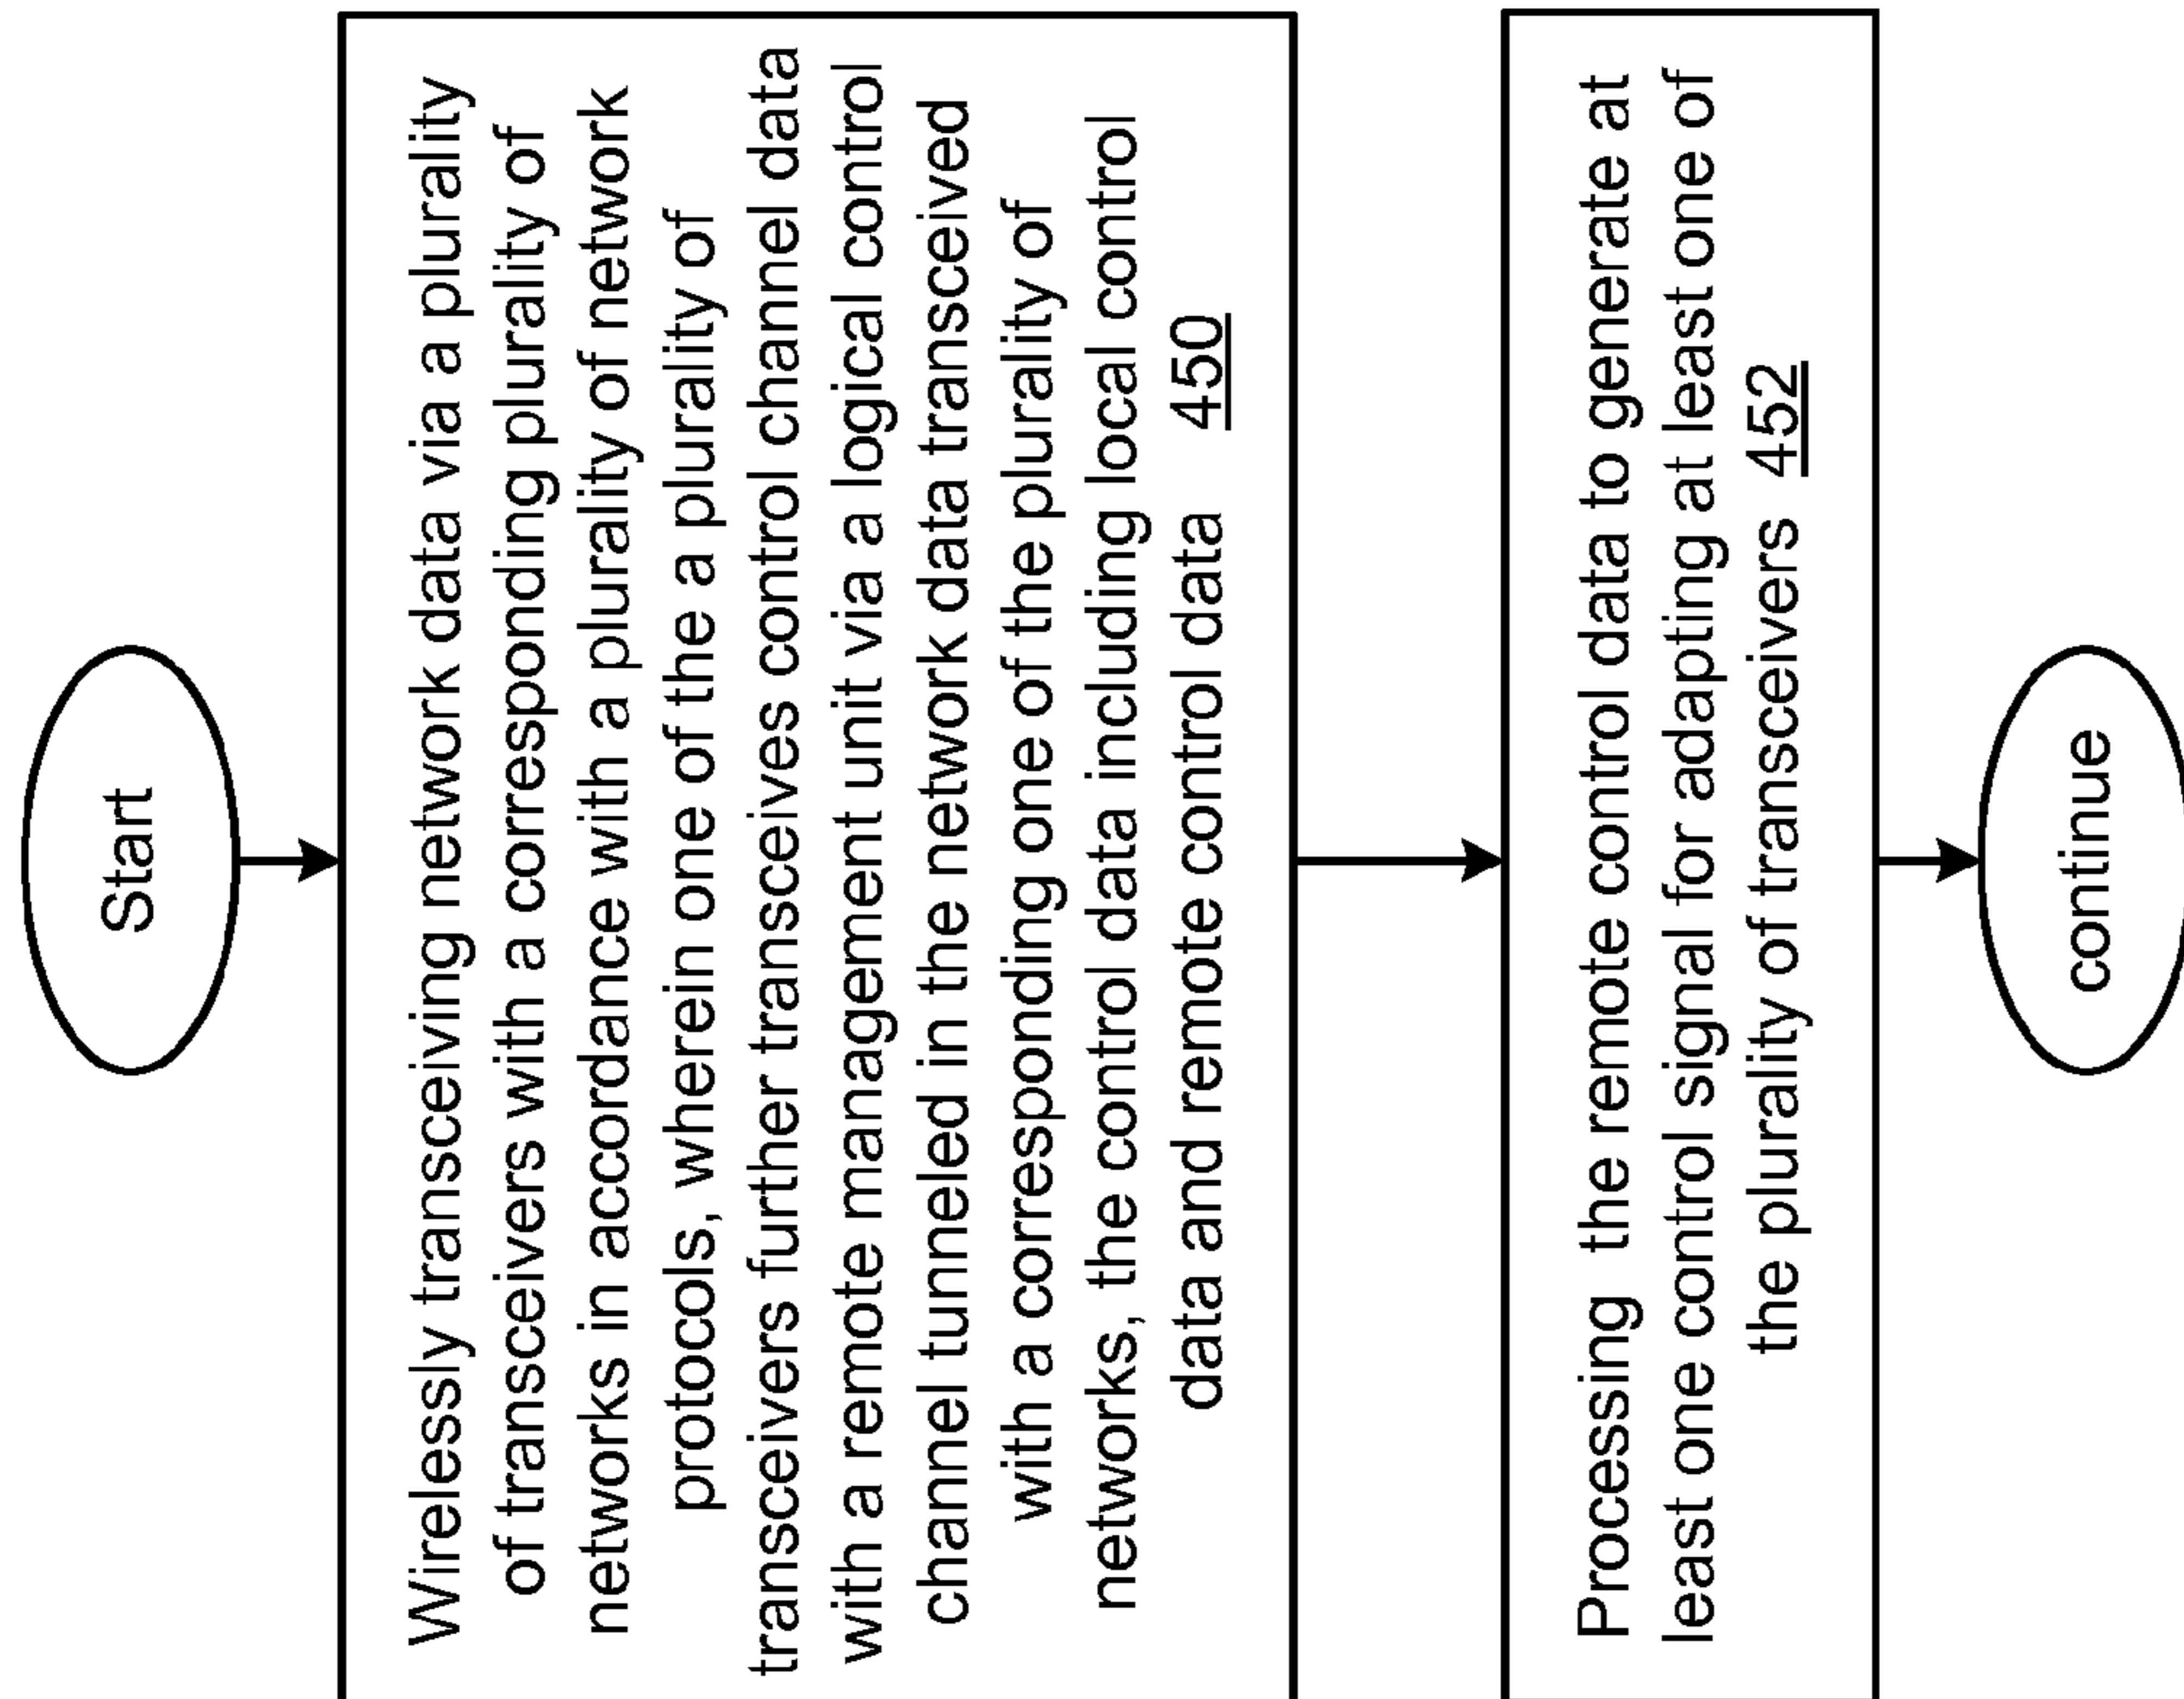 Start
Wirelessly transceiving network data via a plurality
of transceivers with a corresponding plurality of
networks in accordance with a plurality of network
protocols, wherein one of the a plurality of
transceivers further transceives control channel data
with a remote management unit via a logical control
channel tunneled in the network data transceived
with a corresponding one of the plurality of
networks, the control data including local control
data and remote control data 450
Processing the remote control data to generate at
least one control signal for adapting at least one of
the plurality of transceivers 452
continue